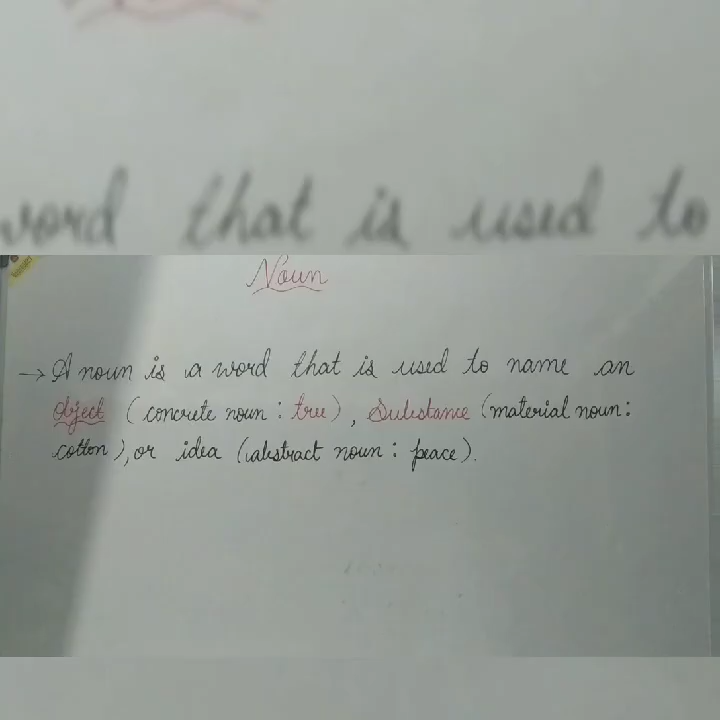 word that is used to
Noun
→ A noun is a word that is used to name an
object (concrete noun : tree), Substance (material noun :
cotton), or idea (abstract noun : peace).